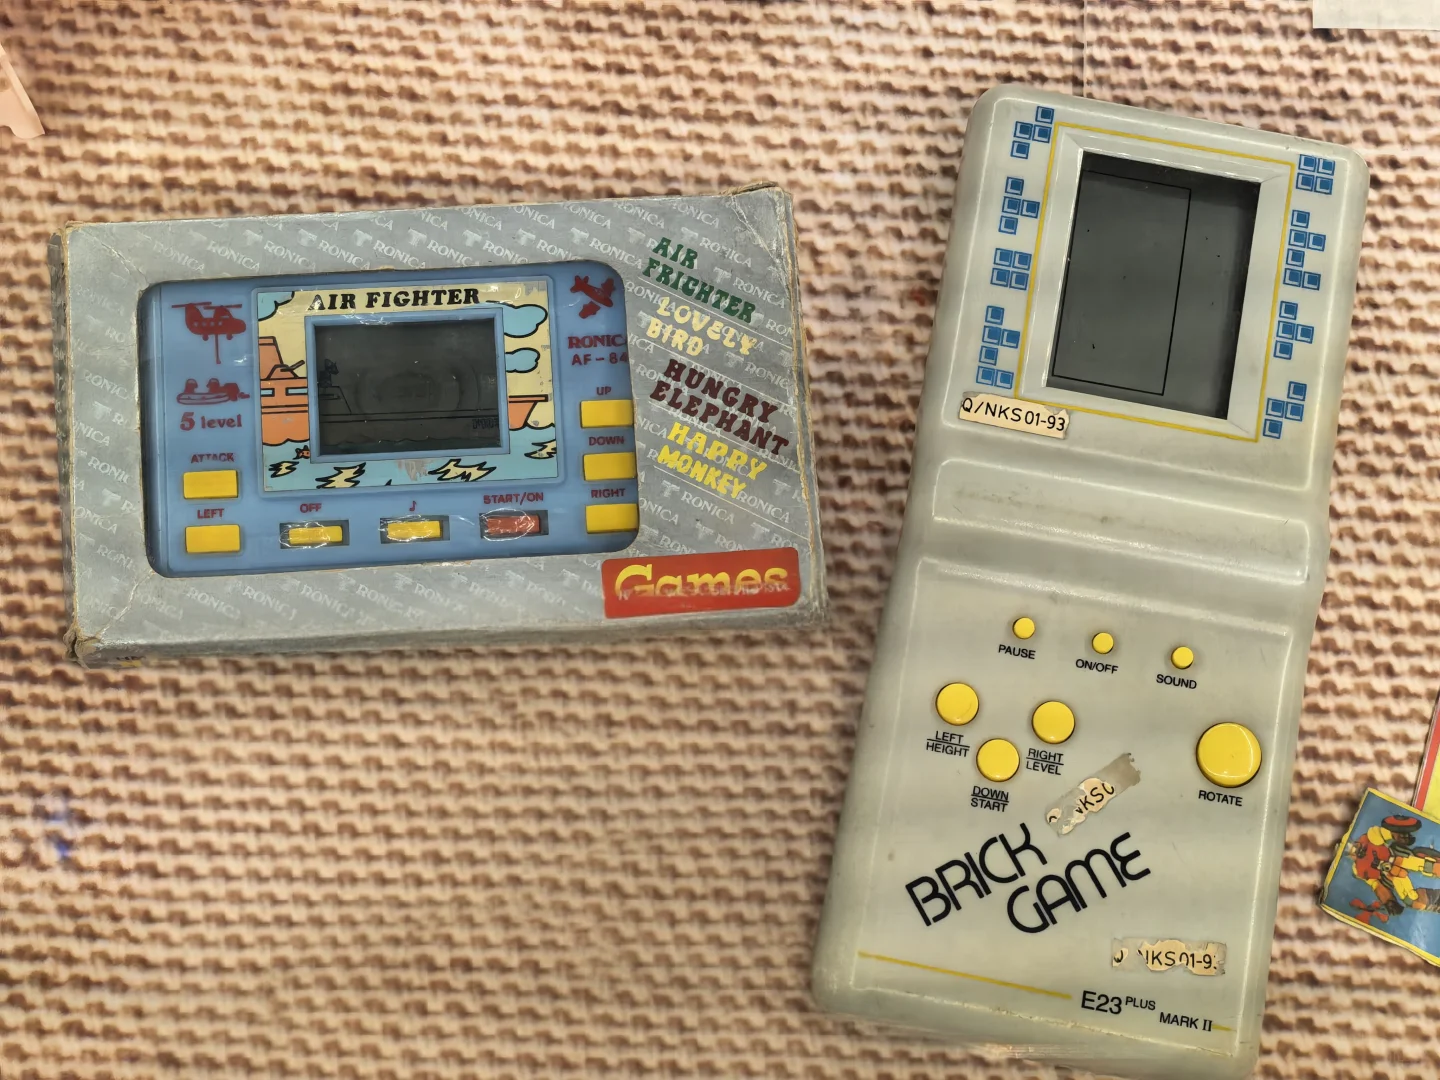 AIR
FRIGHTER
LOVELY
BIRD
HUNGRY
ELEPHANT
HAPPY
MONKEY
AIR FIGHTER
RONIC
AF-84
5 level
UP
DOWN
RIGHT
ATTACK
LEFT
OFF
START/ON
Games
RONICA
Q/NKS01-93
PAUSE
ON/OFF
SOUND
LEFT
HEIGHT
RIGHT
LEVEL
DOWN
START
ROTATE
BRICK
GAME
E23 PLUS MARK II